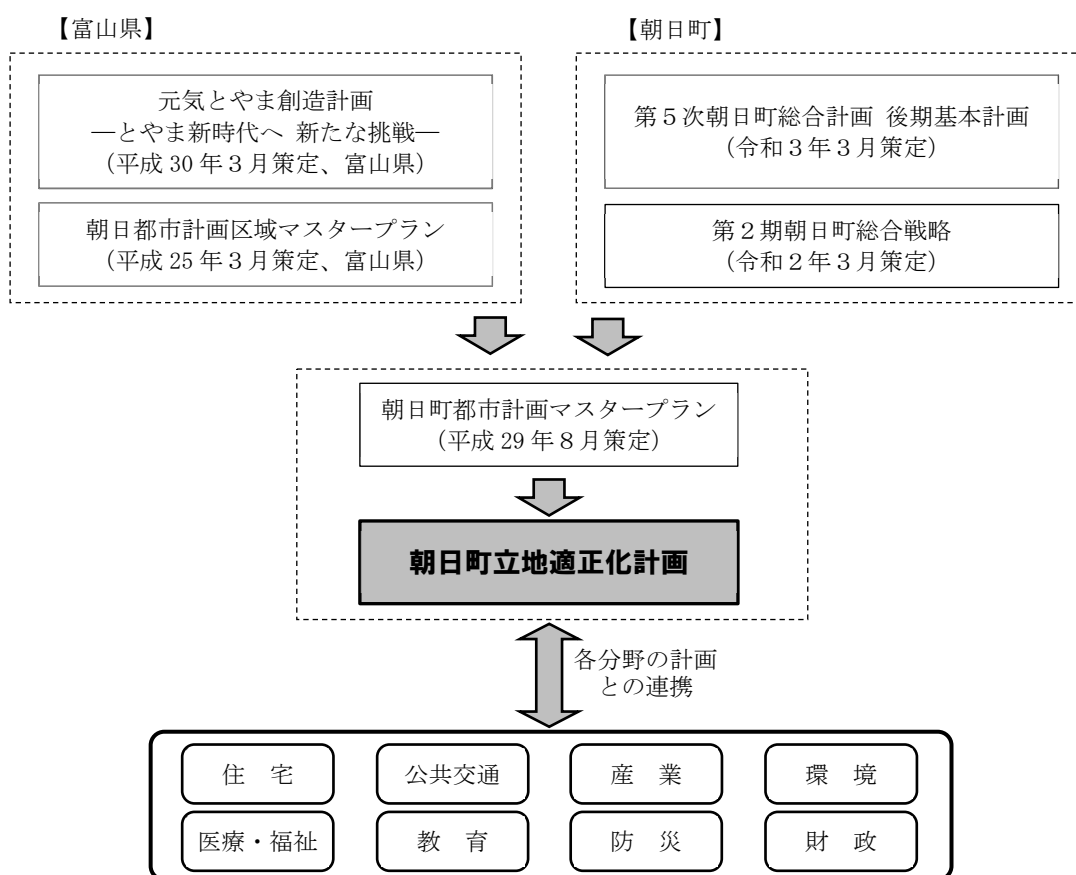 【富山県】
元気とやま創造計画
―とやま新時代へ 新たな挑戦―
（平成 30 年３月策定、富山県）
朝日都市計画区域マスタープラン
（平成 25 年３月策定、富山県）
【朝日町】
第５次朝日町総合計画 後期基本計画
（令和３年３月策定）
第２期朝日町総合戦略
（令和２年３月策定）
朝日町都市計画マスタープラン
（平成 29 年８月策定）
朝日町立地適正化計画
各分野の計画
との連携
住　宅
公共交通
産　業
環　境
医療・福祉
教　育
防　災
財　政